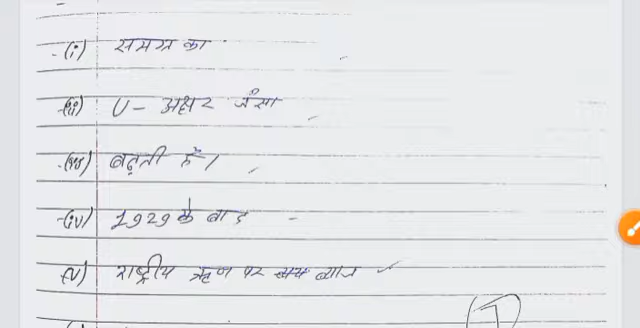 (i) समग्र का
(ii) U - अक्षर जैसा
(iii) बढ़ती है।
(iv) 1929 के बाद
(v) राष्ट्रीय ऋण पर ब्याज